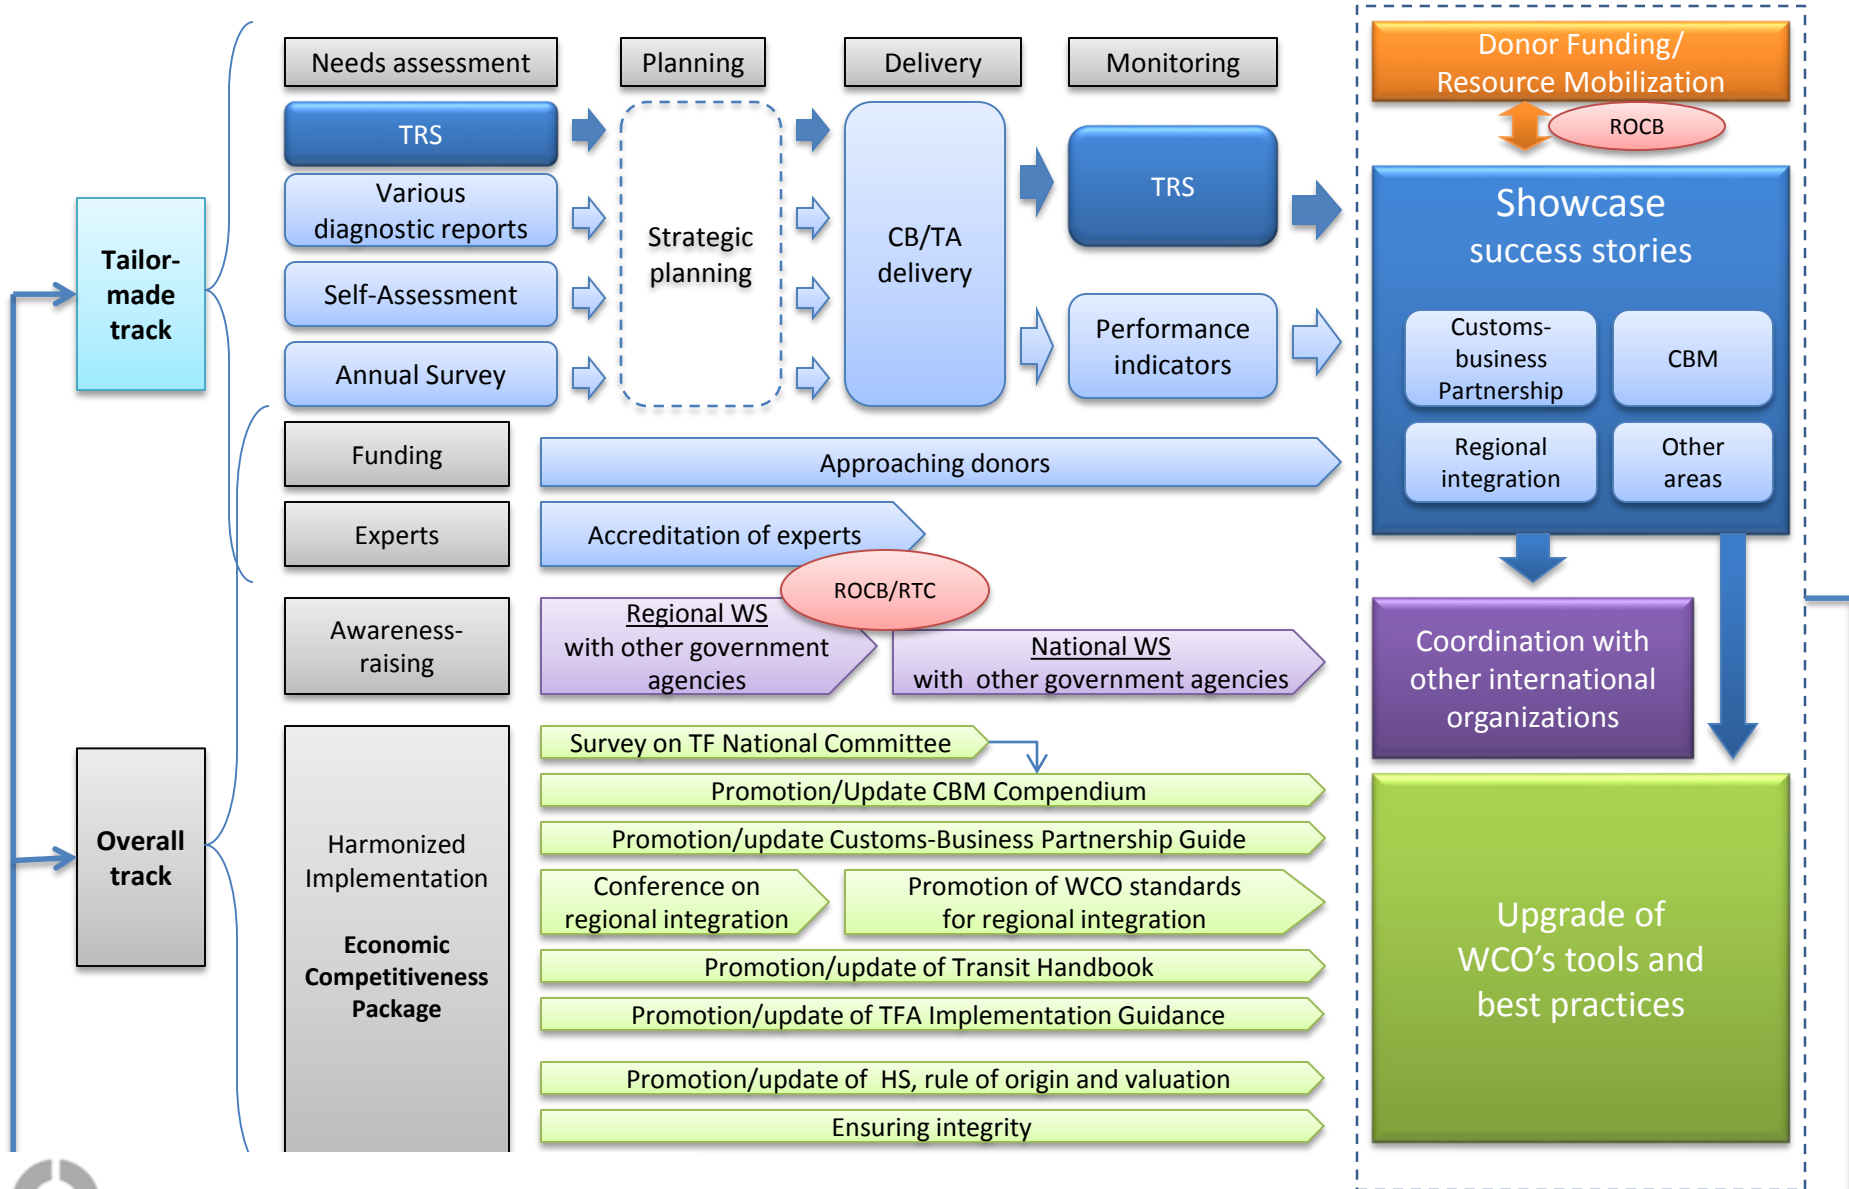 Needs assessment
Planning
Delivery
Monitoring
Donor Funding/
Resource Mobilization
ROCB
TRS
Various
diagnostic reports
Self-Assessment
Annual Survey
Strategic
planning
CB/TA
delivery
TRS
Performance
indicators
Showcase
success stories
Customs-
business
Partnership
CBM
Regional
integration
Other
areas
Tailor-
made
track
Funding
Approaching donors
Experts
Accreditation of experts
ROCB/RTC
Awareness-
raising
Regional WS
with other government
agencies
National WS
with  other government agencies
Coordination with
other international
organizations
Overall
track
Harmonized
Implementation
Economic
Competitiveness
Package
Survey on TF National Committee
Promotion/Update CBM Compendium
Promotion/update Customs-Business Partnership Guide
Conference on
regional integration
Promotion of WCO standards
for regional integration
Promotion/update of Transit Handbook
Promotion/update of TFA Implementation Guidance
Promotion/update of  HS, rule of origin and valuation
Ensuring integrity
Upgrade of
WCO’s tools and
best practices